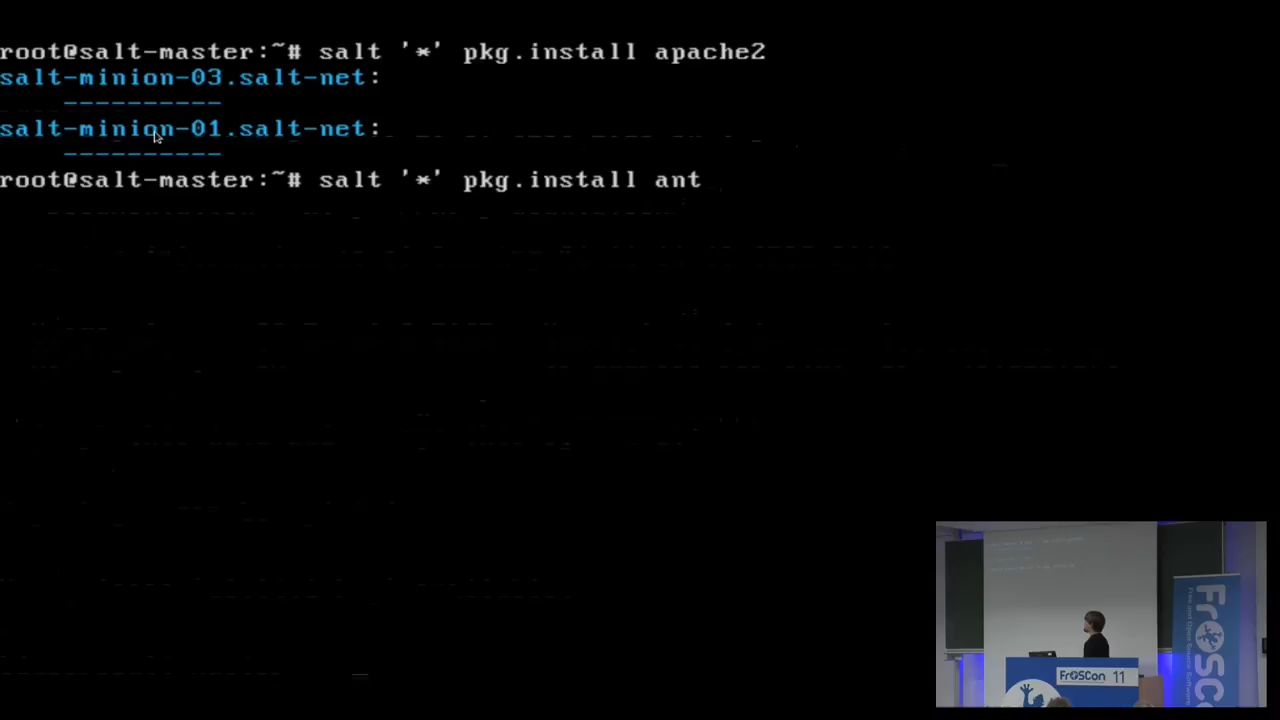 root@salt-master:~# salt '*' pkg.install apache2
salt-minion-03.salt-net:
----------
salt-minion-01.salt-net:
----------
root@salt-master:~# salt '*' pkg.install ant
FrOSCon 11
FrOSC